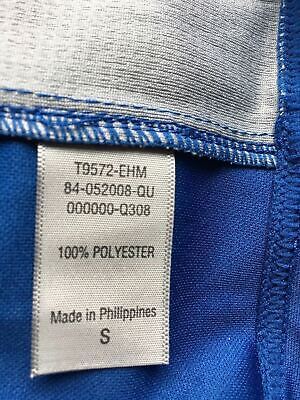 T9572-EHM
84-052008-QU
000000-Q308
100% POLYESTER
Made in Philippines
S